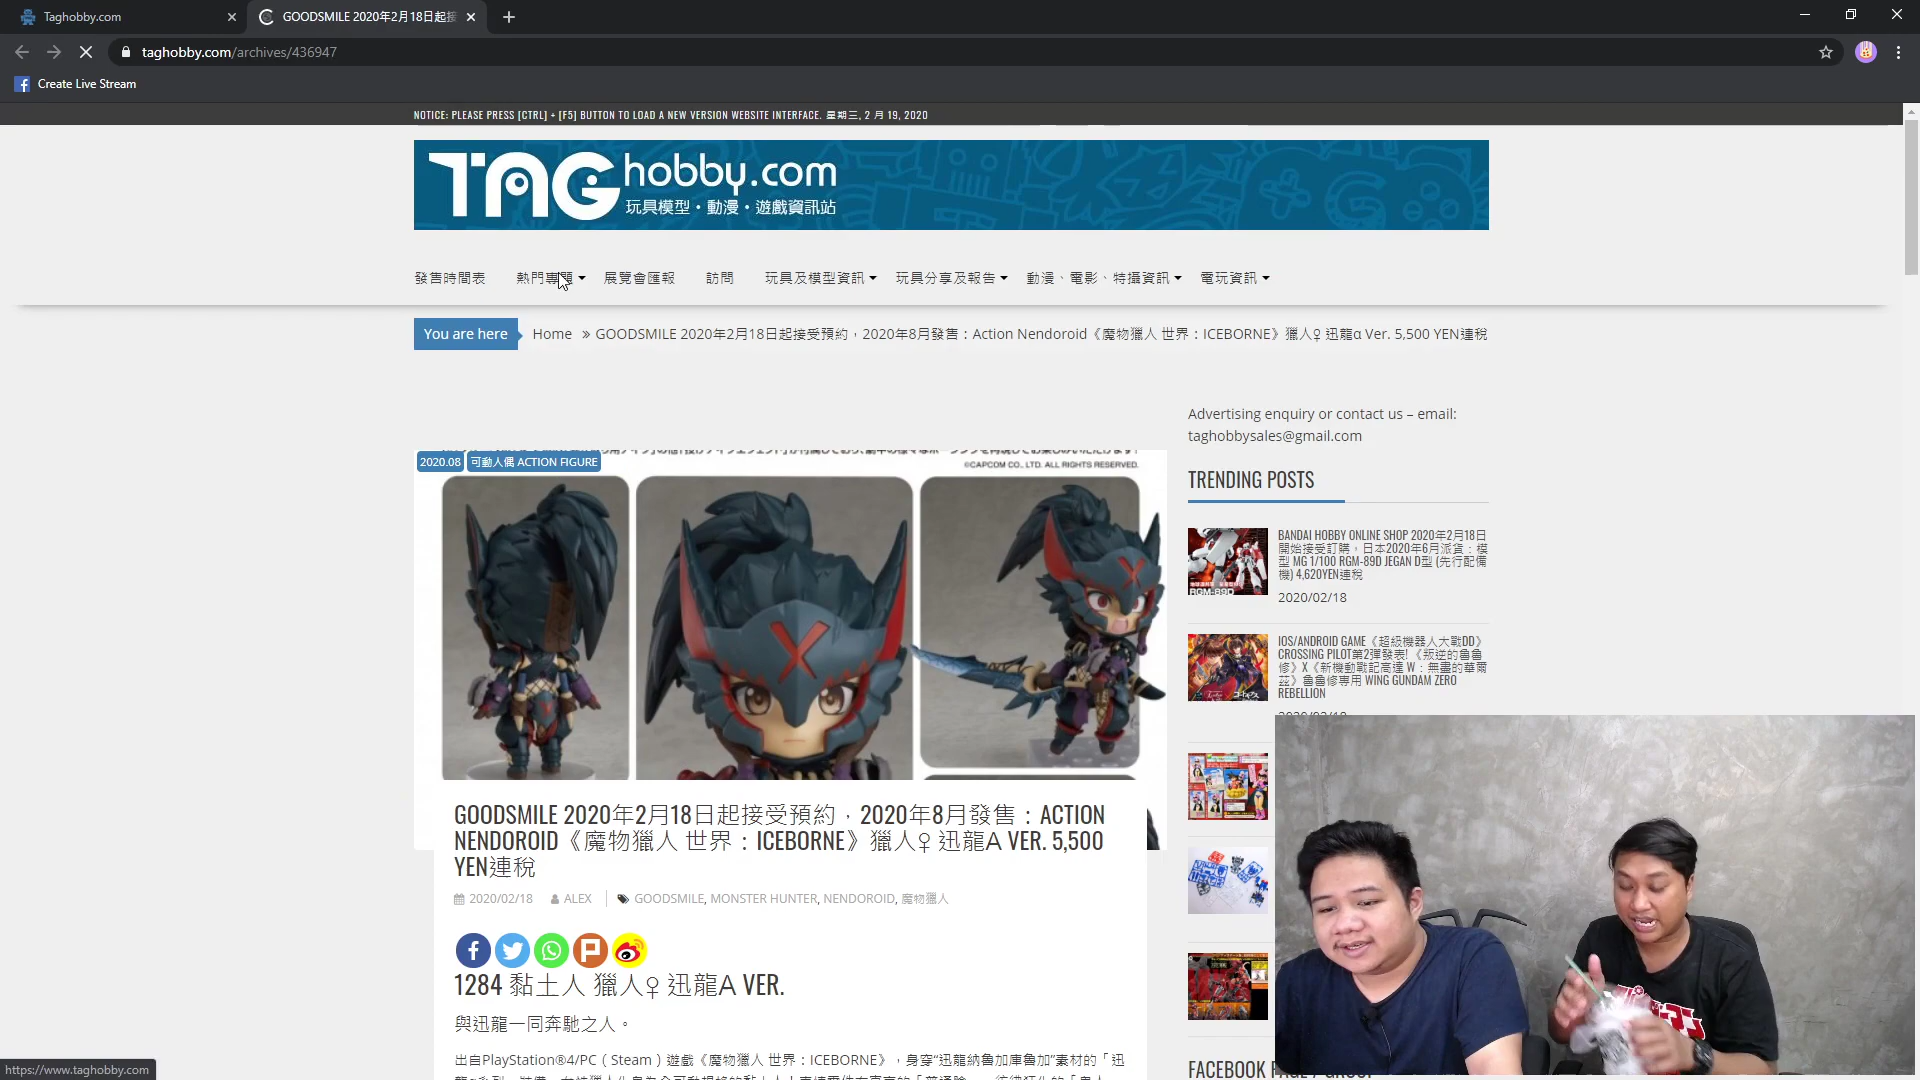 Taghobby.com
GOODSMILE 2020年2月18日起接
taghobby.com/archives/436947
Create Live Stream
NOTICE: PLEASE PRESS [CTRL] + [F5] BUTTON TO LOAD A NEW VERSION WEBSITE INTERFACE. 星期三, 2 月 19, 2020
TAG hobby.com
玩具模型・動漫・遊戲資訊站
發售時間表 熱門專題 展覽會匯報 訪問 玩具及模型資訊 玩具分享及報告 動漫、電影、特攝資訊 電玩資訊
You are here Home » GOODSMILE 2020年2月18日起接受預約，2020年8月發售：Action Nendoroid《魔物獵人 世界：ICEBORNE》獵人♀ 迅龍α Ver. 5,500 YEN連稅
Advertising enquiry or contact us – email:
taghobbysales@gmail.com
2020.08 可動人偶 ACTION FIGURE
©CAPCOM CO., LTD. ALL RIGHTS RESERVED.
TRENDING POSTS
BANDAI HOBBY ONLINE SHOP 2020年2月18日
開始接受訂購，日本2020年6月派貨：模
型 MG 1/100 RGM-89D JEGAN D型 (先行配備
機) 4,620YEN連稅
2020/02/18
RGM-89D
IOS/ANDROID GAME《超級機器人大戰DD》
CROSSING PILOT第2彈發表! 《叛逆的魯魯
修》X《新機動戰記高達 W：無盡的華爾
茲》魯魯修專用 WING GUNDAM ZERO
REBELLION
GOODSMILE 2020年2月18日起接受預約，2020年8月發售：ACTION
NENDOROID《魔物獵人 世界：ICEBORNE》獵人♀ 迅龍Α VER. 5,500
YEN連稅
2020/02/18 ALEX GOODSMILE, MONSTER HUNTER, NENDOROID, 魔物獵人
1284 黏土人 獵人♀ 迅龍Α VER.
與迅龍一同奔馳之人。
出自PlayStation®4/PC（Steam）遊戲《魔物獵人 世界：ICEBORNE》，身穿“迅龍納魯加庫魯加”素材的「迅
FACEBOOK PAGE / GROUP
https://www.taghobby.com